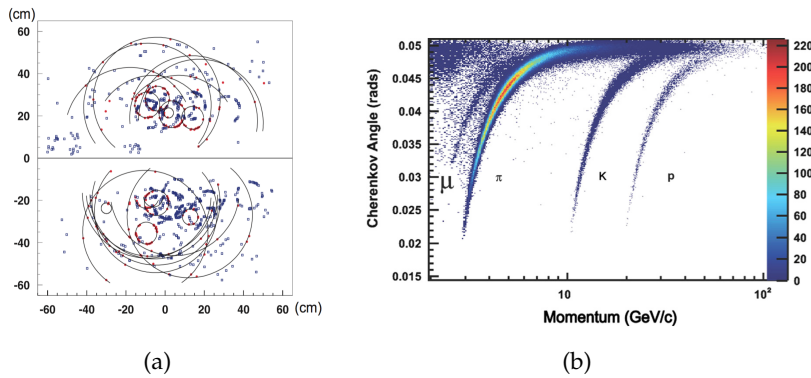 (cm)
60
40
20
0
-20
-40
-60
-60 -40 -20 0 20 40 60 (cm)
(a)
Cherenkov Angle (rads)
0.05
0.045
0.04
0.035
0.03
0.025
0.02
0.015
μ
π
K
p
10
10²
Momentum (GeV/c)
220
200
180
160
140
120
100
80
60
40
20
0
(b)